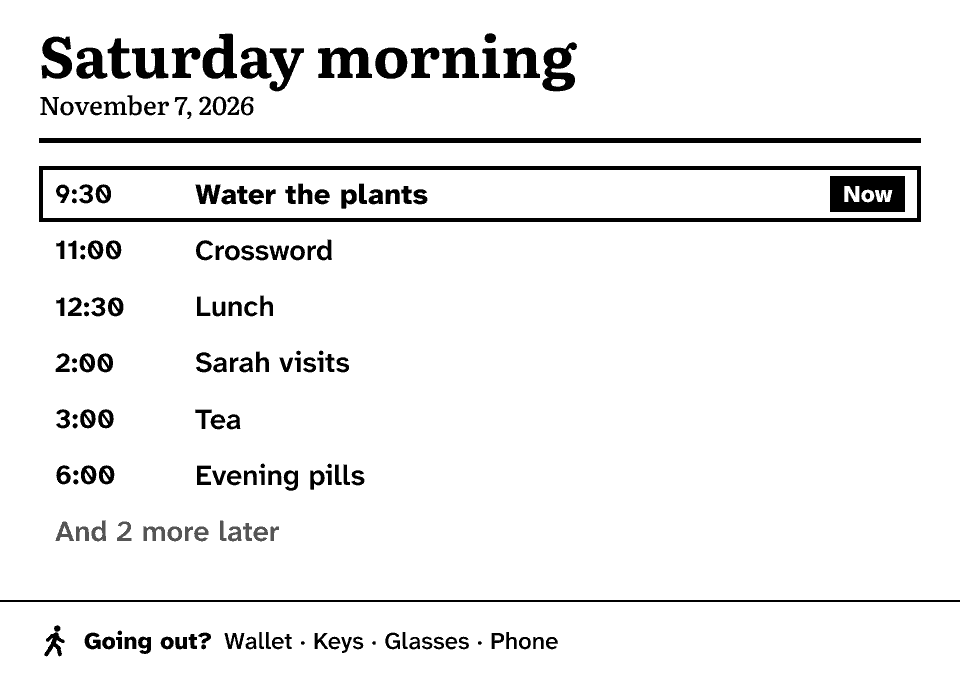 Saturday morning
November 7, 2026
9:30 Water the plants Now
11:00 Crossword
12:30 Lunch
2:00 Sarah visits
3:00 Tea
6:00 Evening pills
And 2 more later
Going out? Wallet · Keys · Glasses · Phone